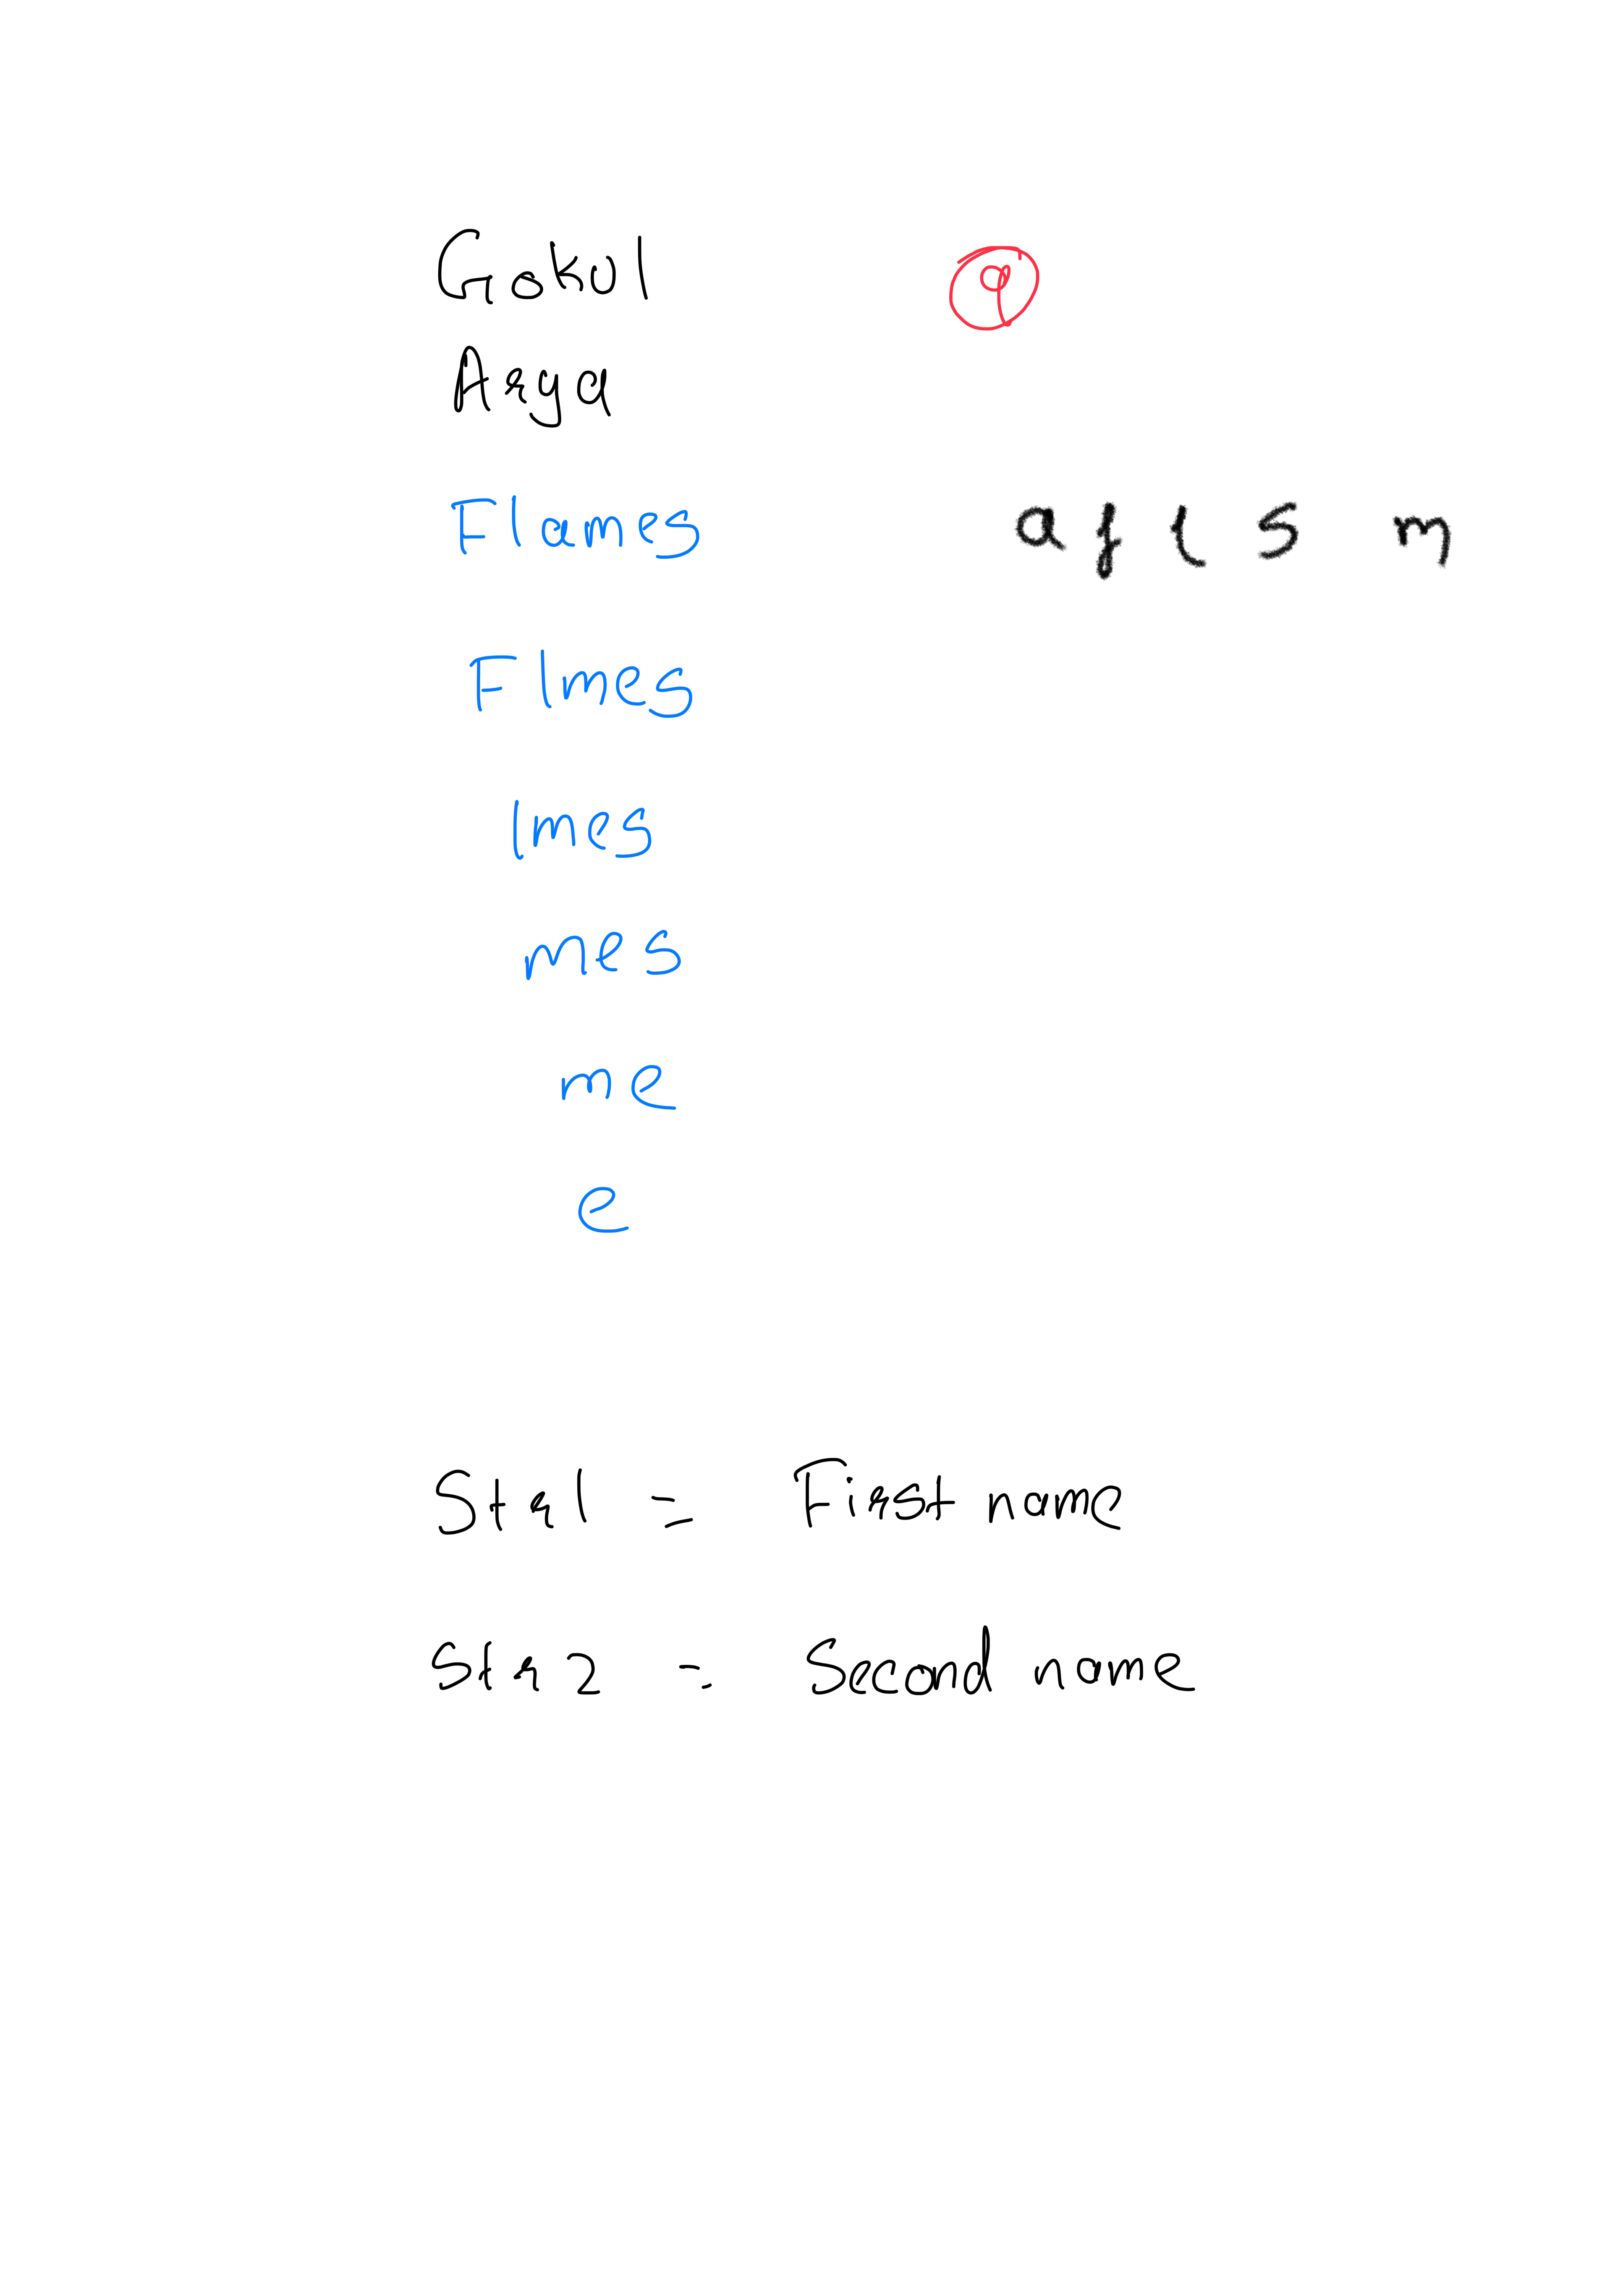 Gokul 9
Arya
Flames a f l s m
Flmes
lmes
mes
me
e
Str1 = First name
Str2 = Second name